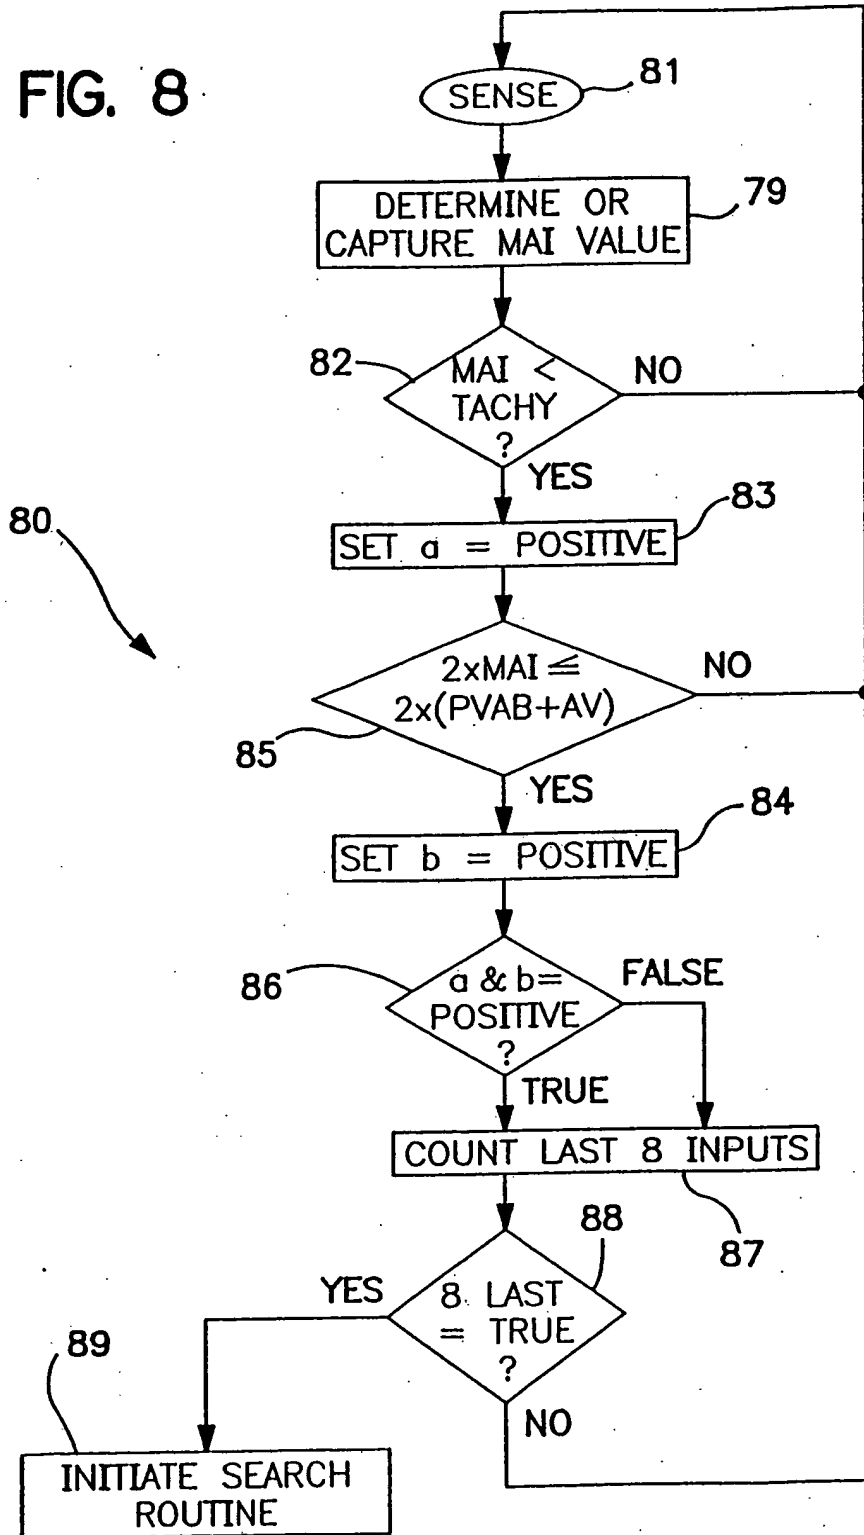 FIG. 8
SENSE
81
DETERMINE OR
CAPTURE MAI VALUE
79
82
MAI <
TACHY
?
NO
YES
80
SET a = POSITIVE
83
2xMAI ≤
2x(PVAB+AV)
NO
85
YES
SET b = POSITIVE
84
86
a & b =
POSITIVE
?
FALSE
TRUE
COUNT LAST 8 INPUTS
87
88
8 LAST
= TRUE
?
YES
NO
89
INITIATE SEARCH
ROUTINE